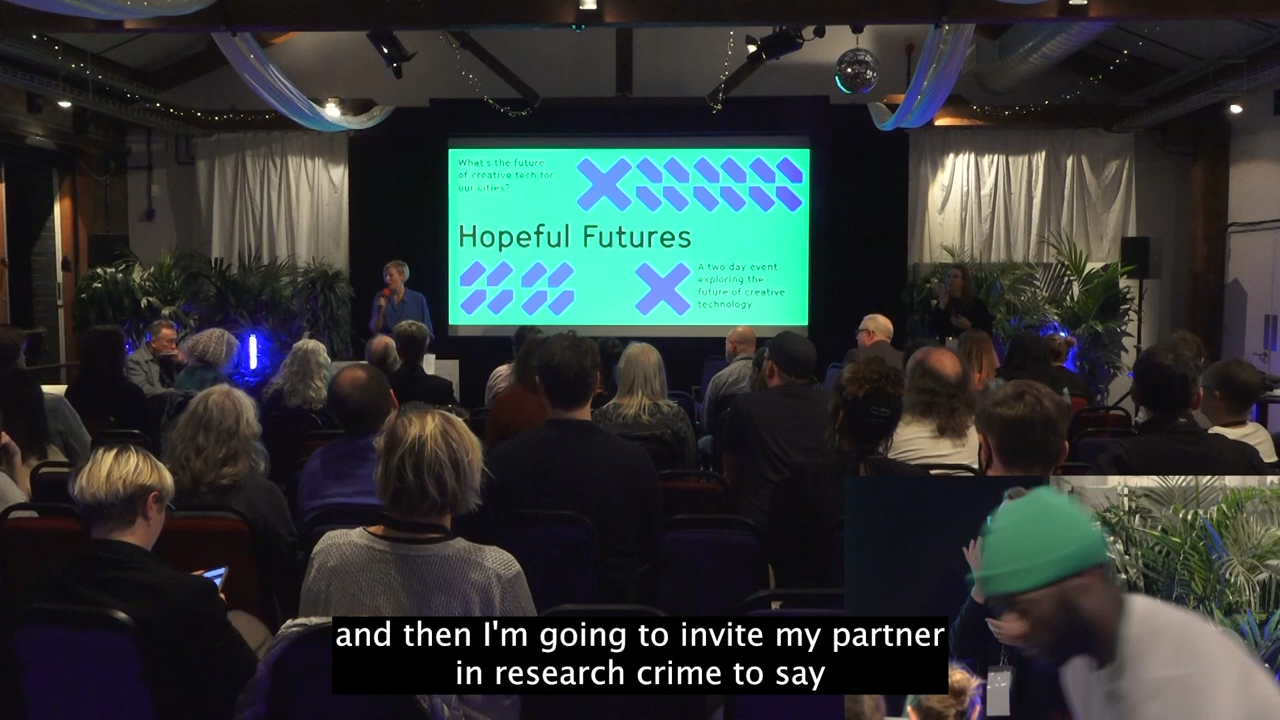 What's the future
of creative tech for
our cities?
Hopeful Futures
A two day event
exploring the
future of creative
technology
and then I'm going to invite my partner
in research crime to say